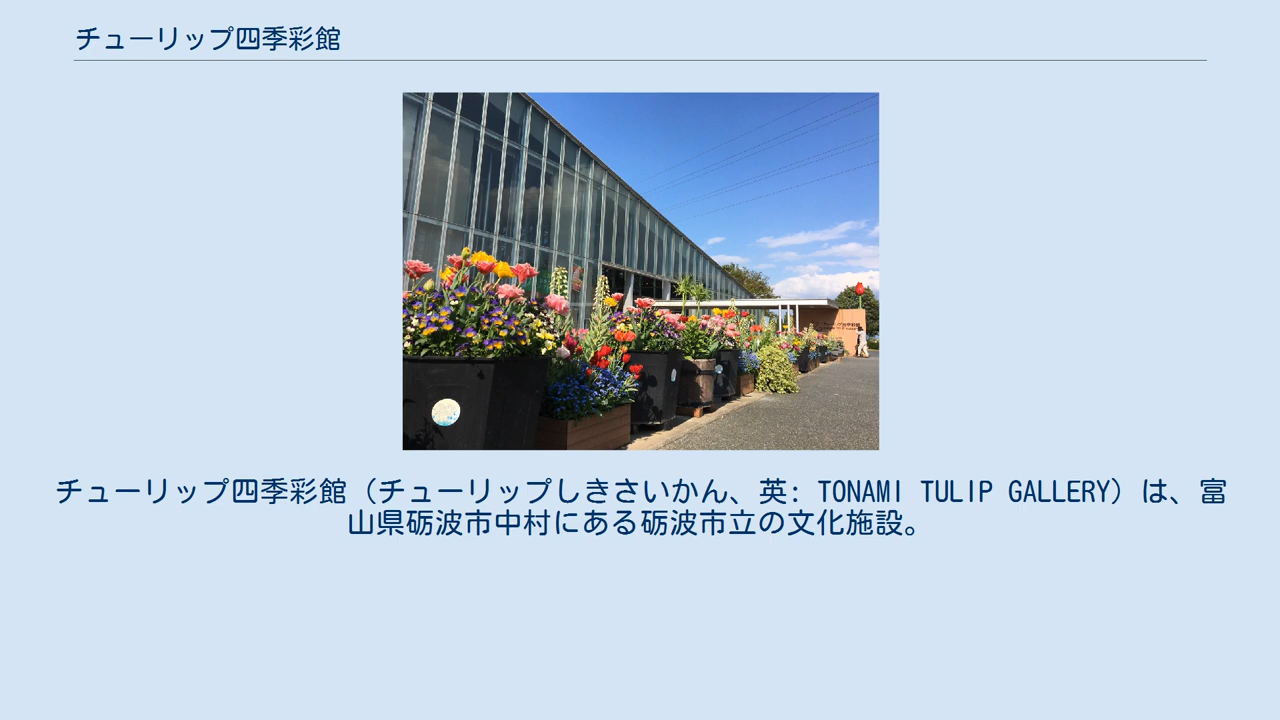 チューリップ四季彩館
チューリップ四季彩館（チューリップしきさいかん、英: TONAMI TULIP GALLERY）は、富
山県砺波市中村にある砺波市立の文化施設。